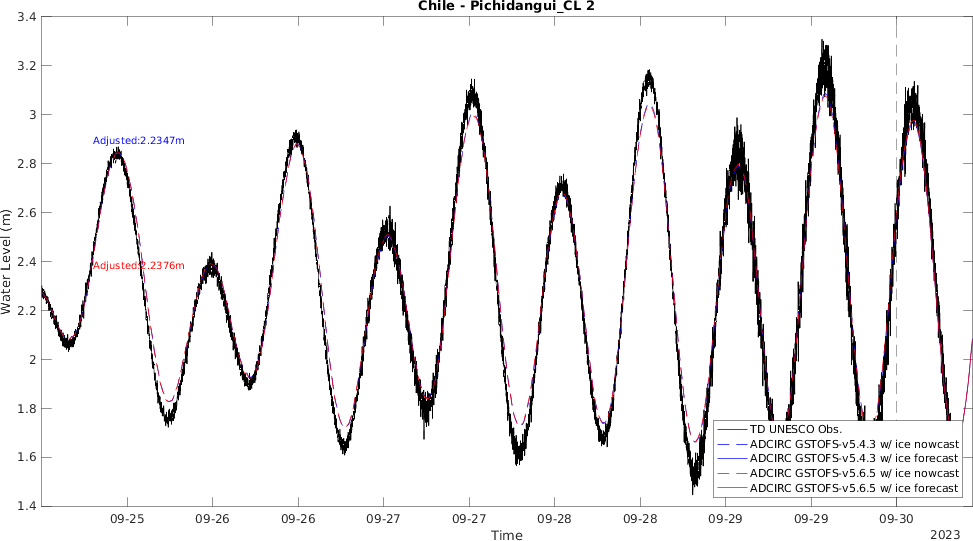 Chile - Pichidangui_CL 2
3.4
3.2
3
2.8
2.6
2.4
2.2
2
1.8
1.6
1.4
Water Level (m)
Adjusted:2.2347m
Adjusted:2.2376m
TD UNESCO Obs.
ADCIRC GSTOFS-v5.4.3 w/ ice nowcast
ADCIRC GSTOFS-v5.4.3 w/ ice forecast
ADCIRC GSTOFS-v5.6.5 w/ ice nowcast
ADCIRC GSTOFS-v5.6.5 w/ ice forecast
09-25 09-26 09-26 09-27 09-27 09-28 09-28 09-29 09-29 09-30
Time
2023